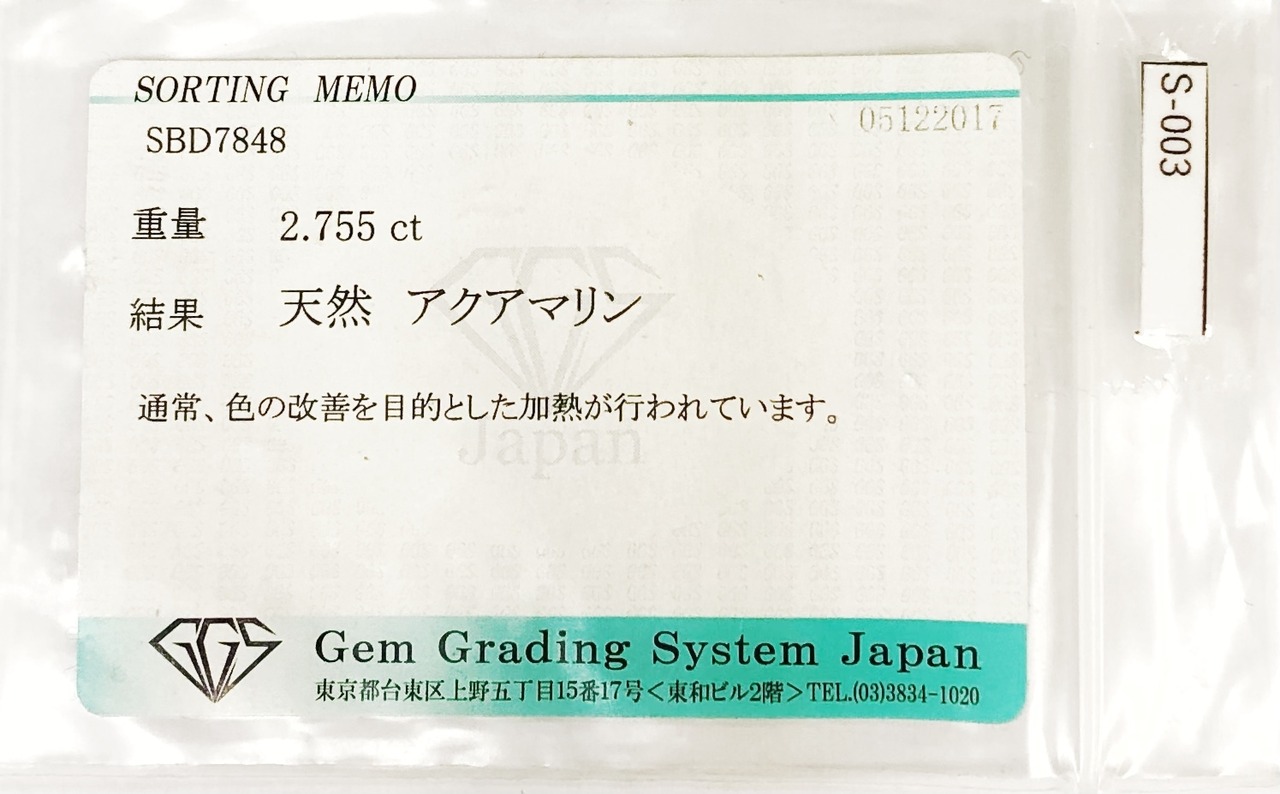 SORTING MEMO
05122017
SBD7848
重量 2.755 ct
結果 天然 アクアマリン
通常、色の改善を目的とした加熱が行われています。
Japan
GGS Gem Grading System Japan
東京都台東区上野五丁目15番17号<東和ビル2階>TEL.(03)3834-1020
S-003